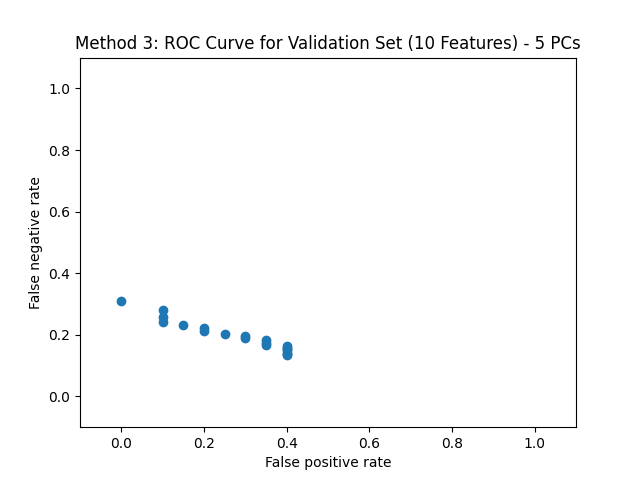 Method 3: ROC Curve for Validation Set (10 Features) - 5 PCs
1.0
0.8
0.6
0.4
0.2
0.0
False negative rate
0.0 0.2 0.4 0.6 0.8 1.0
False positive rate